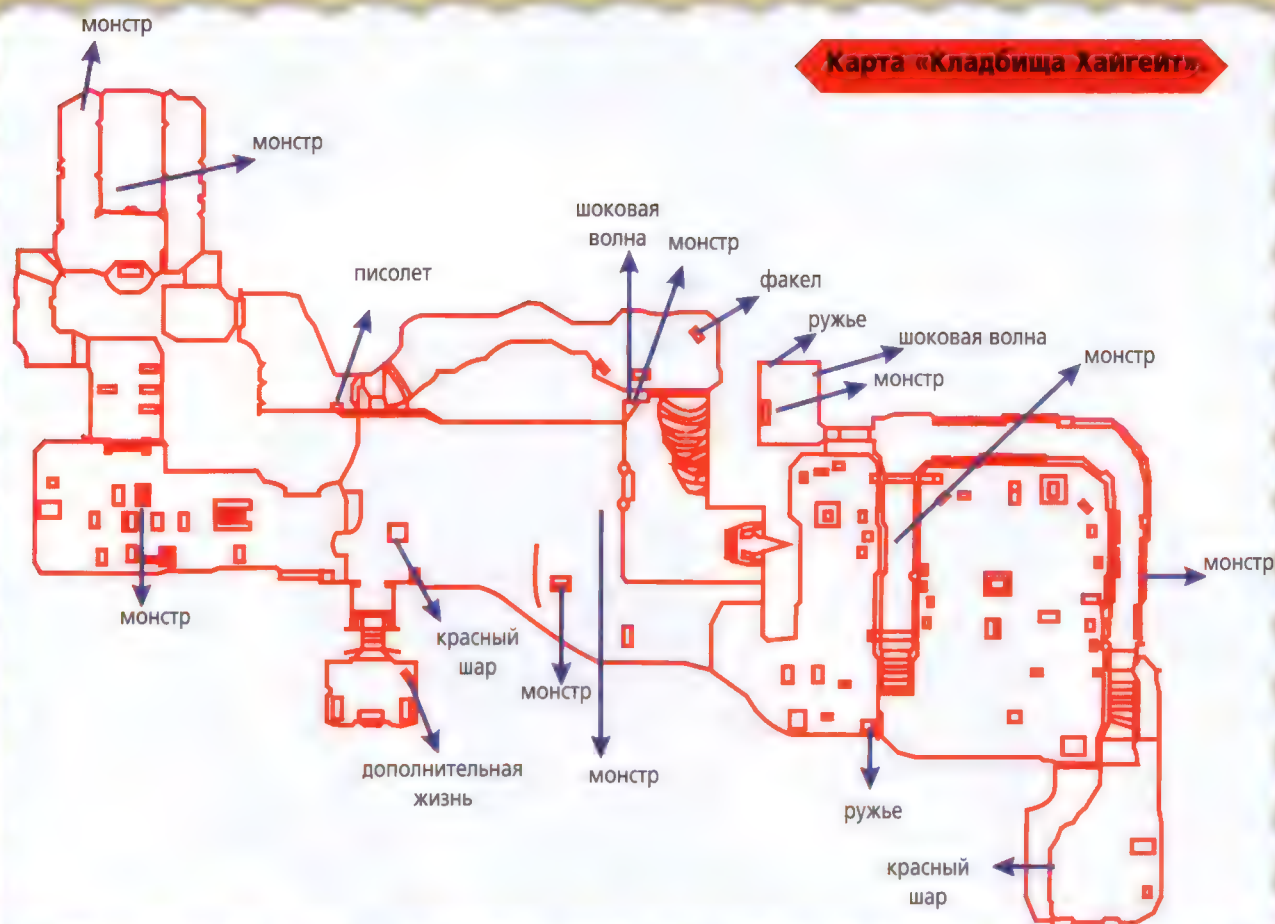 монстр
Карта «Кладбища Хайгейт».
монстр
шоковая
волна
монстр
писолет
факел
ружье
шоковая волна
монстр
монстр
монстр
монстр
красный
шар
монстр
дополнительная
жизнь
монстр
ружье
красный
шар